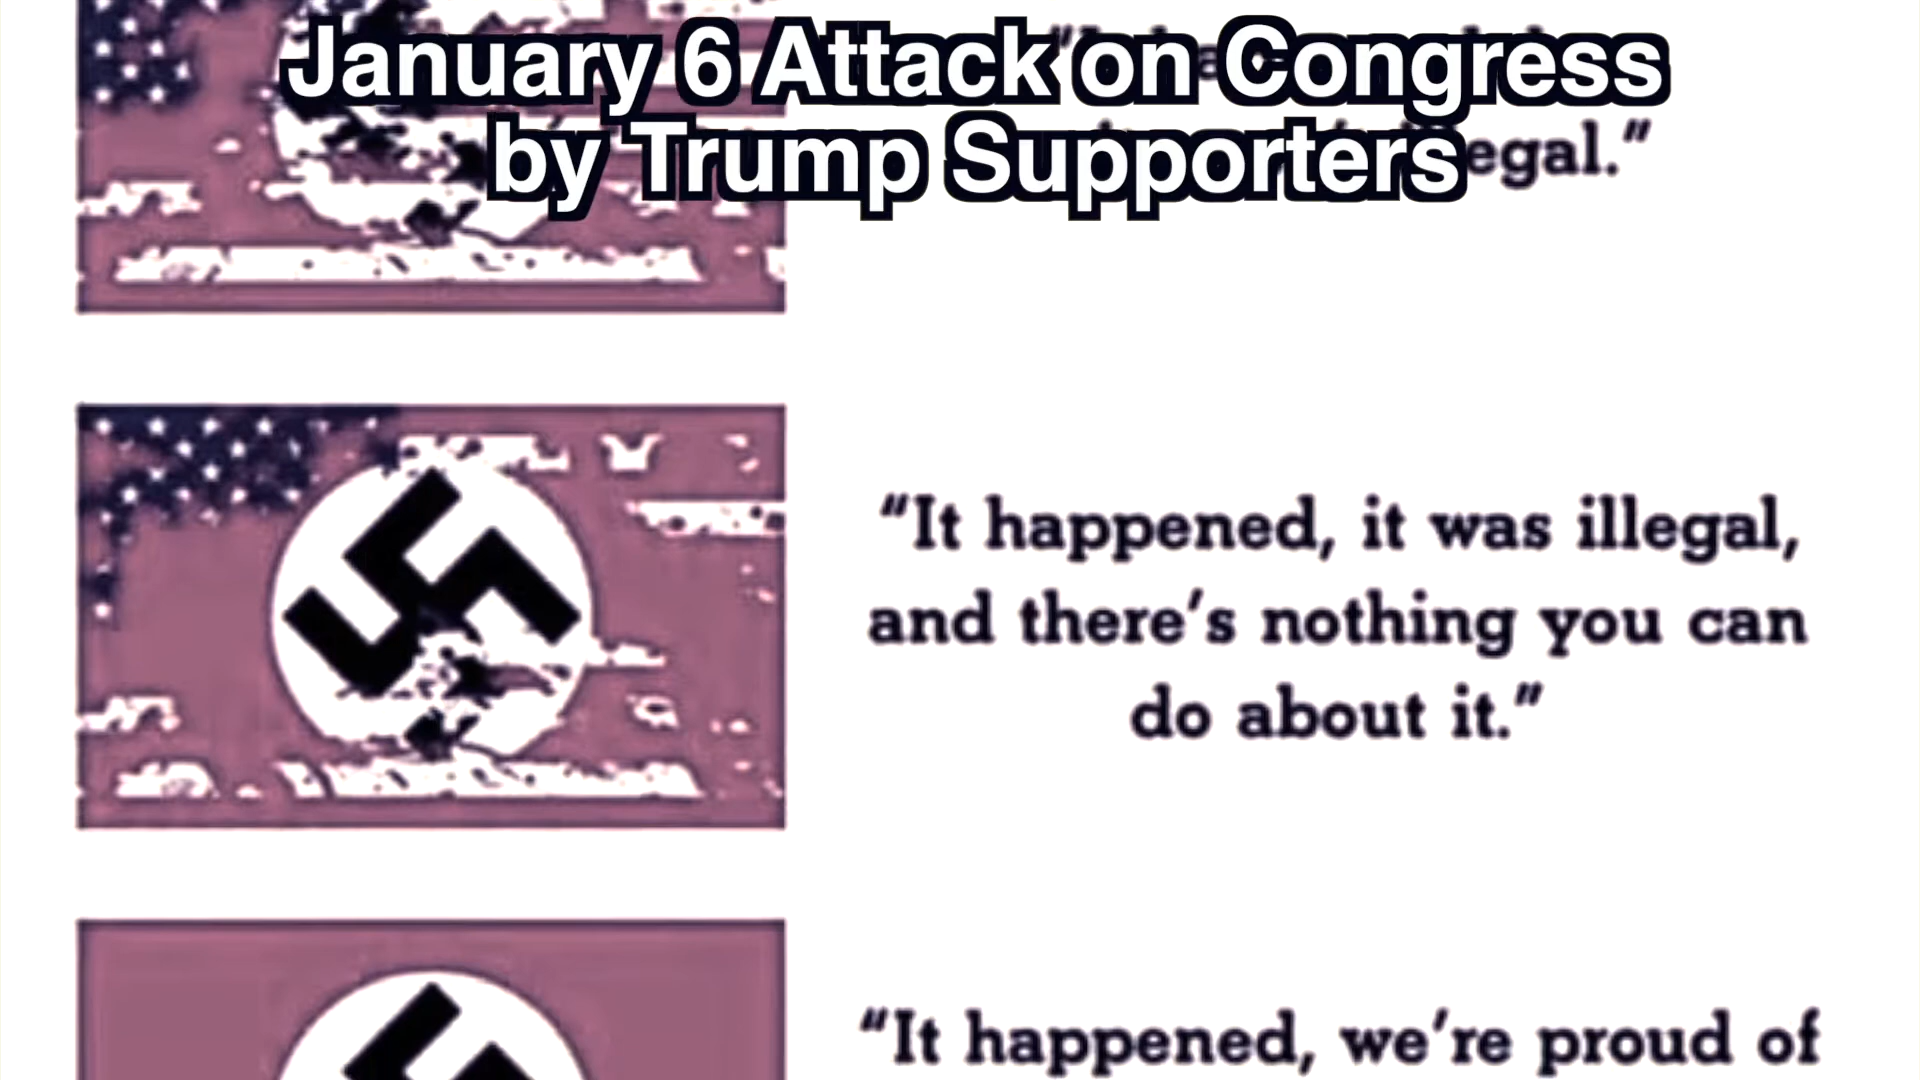 January 6 Attack on Congress
by Trump Supporters
egal.”
“It happened, it was illegal,
and there’s nothing you can
do about it.”
“It happened, we’re proud of